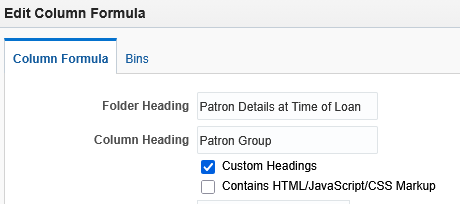 Edit Column Formula
Column Formula Bins
Folder Heading Patron Details at Time of Loan
Column Heading Patron Group
Custom Headings
Contains HTML/JavaScript/CSS Markup